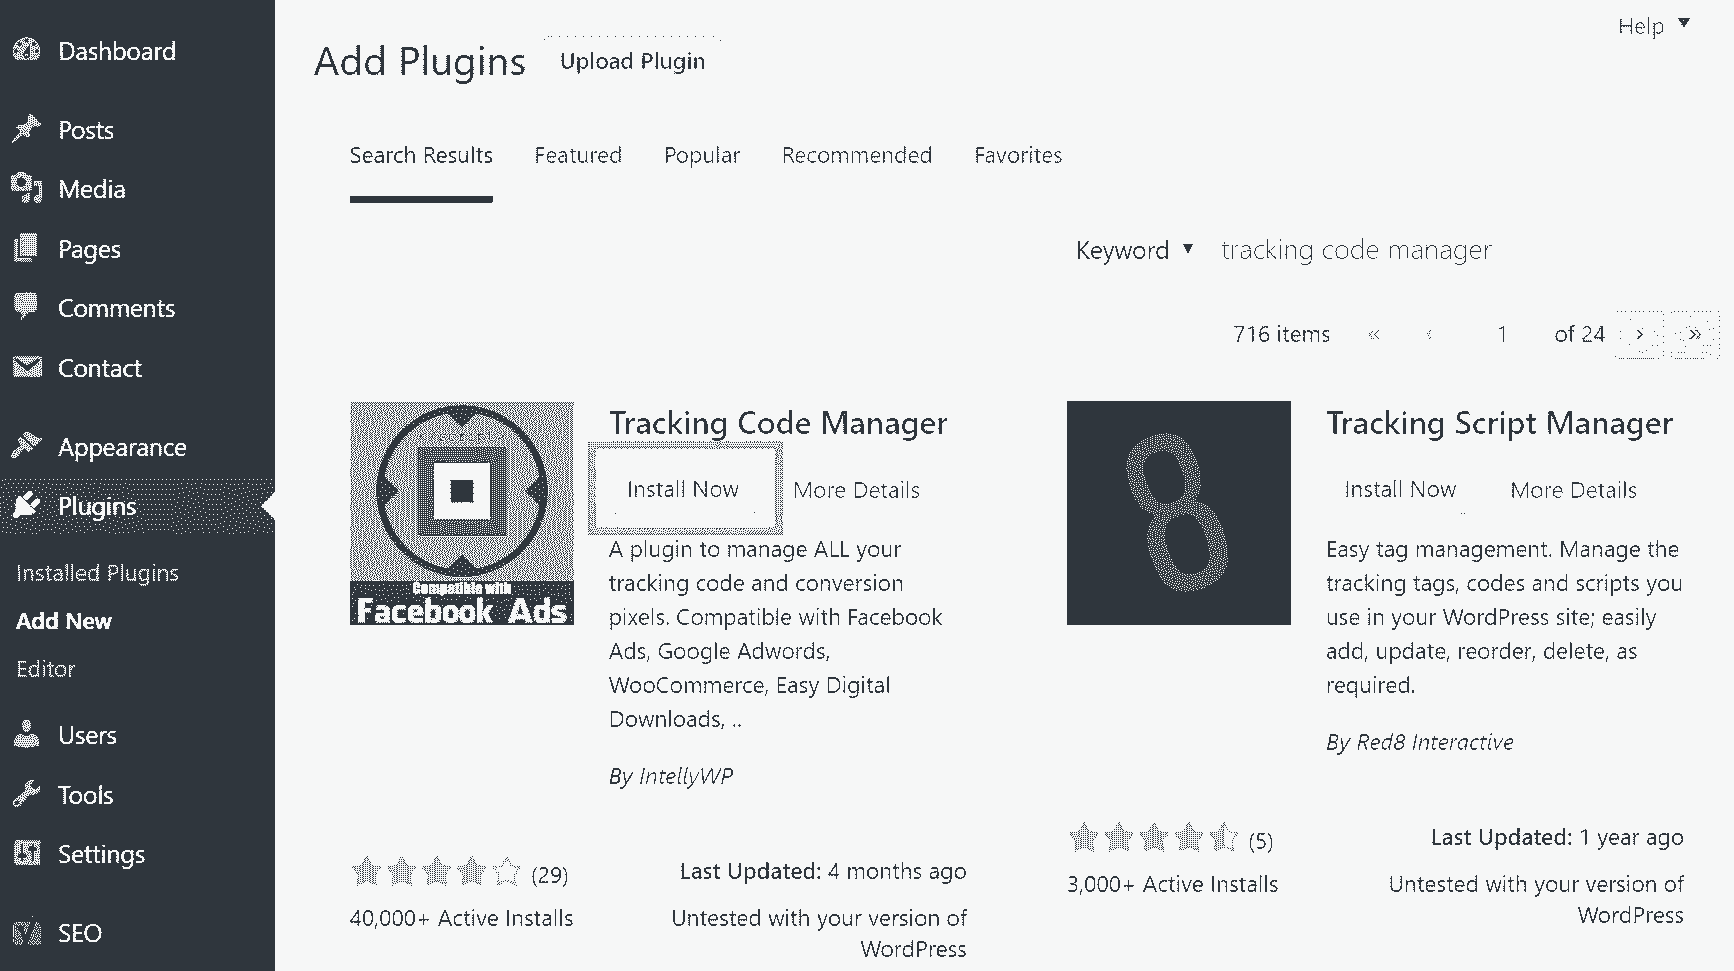 Dashboard
Posts
Media
Pages
Comments
Contact
Appearance
Plugins
Installed Plugins
Add New
Editor
Users
Tools
Settings
SEO
Help ▼
Add Plugins
Upload Plugin
Search Results
Featured
Popular
Recommended
Favorites
Keyword ▼
tracking code manager
716 items « ‹ 1 of 24 › »
Compatible with
Facebook Ads
Tracking Code Manager
Install Now
More Details
A plugin to manage ALL your
tracking code and conversion
pixels. Compatible with Facebook
Ads, Google Adwords,
WooCommerce, Easy Digital
Downloads, ..
By IntellyWP
(29)
40,000+ Active Installs
Last Updated: 4 months ago
Untested with your version of
WordPress
8
Tracking Script Manager
Install Now
More Details
Easy tag management. Manage the
tracking tags, codes and scripts you
use in your WordPress site; easily
add, update, reorder, delete, as
required.
By Red8 Interactive
(5)
3,000+ Active Installs
Last Updated: 1 year ago
Untested with your version of
WordPress